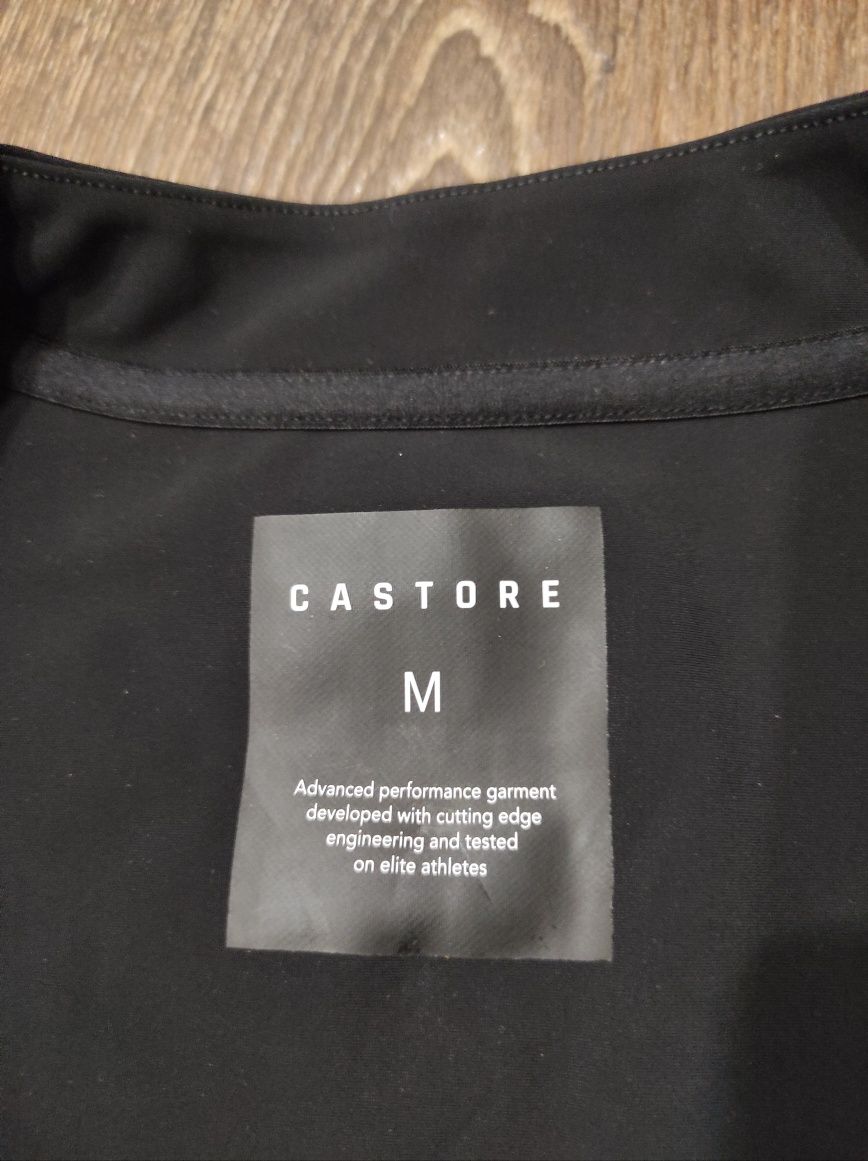 CASTORE
M
Advanced performance garment
developed with cutting edge
engineering and tested
on elite athletes